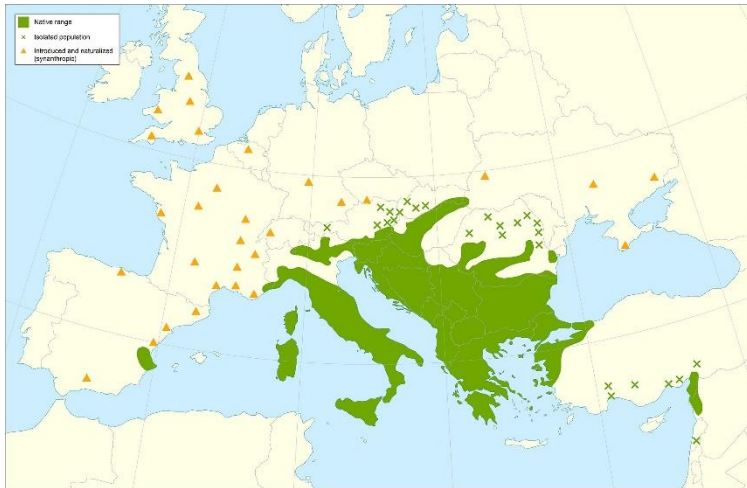 Native range
Isolated population
Introduced and naturalized
(synanthropic)